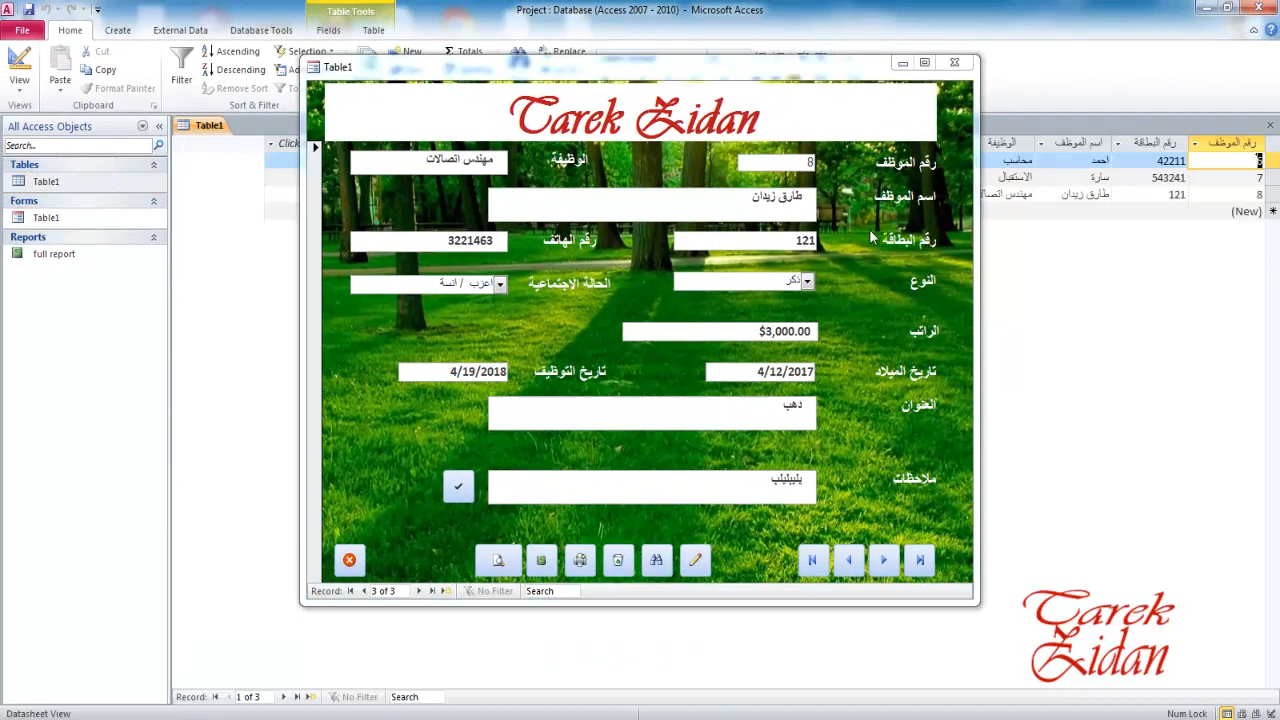 Table Tools
Project : Database (Access 2007 - 2010) - Microsoft Access
File
Home
Create
External Data
Database Tools
Fields
Table
View
Views
Paste
Cut
Copy
Format Painter
Clipboard
Filter
Ascending
Descending
Selection
Sort & Filter
New
Σ Totals
Replace
All Access Objects
Search...
Tables
Table1
Forms
Table1
Reports
full report
Table1
رقم الموظف
رقم البطاقة
اسم الموظف
الوظيفة
42211
احمد
محاسب
7
543241
سارة
الاستقبال
8
121
طارق زيدان
(New)
Table1
Tarek Zidan
رقم الموظف
8
الوظيفة
مهندس اتصالات
اسم الموظف
طارق زيدان
رقم البطاقة
121
رقم الهاتف
3221463
النوع
ذكر
الحالة الاجتماعية
اعزب / انسة
الراتب
$3,000.00
تاريخ الميلاد
4/12/2017
تاريخ التوظيف
4/19/2018
العنوان
دهب
ملاحظات
Record:
3 of 3
No Filter
Search
Tarek
Zidan
Record:
1 of 3
No Filter
Search
Datasheet View
Num Lock